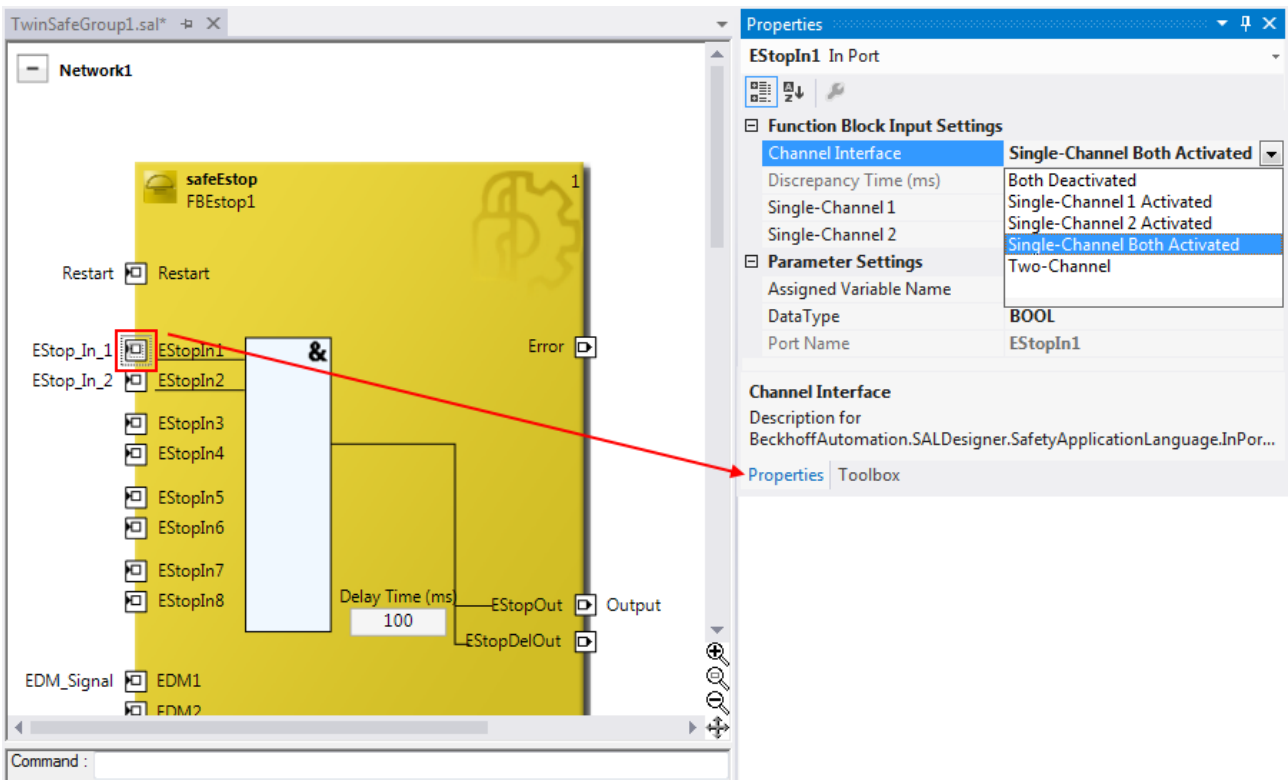 TwinSafeGroup1.sal*
Network1
safeEstop
FBEstop1
1
Restart Restart
EStop_In_1 EStopIn1
&
Error
EStop_In_2 EStopIn2
EStopIn3
EStopIn4
EStopIn5
EStopIn6
EStopIn7
EStopIn8
Delay Time (ms)
100
EStopOut Output
EStopDelOut
EDM_Signal EDM1
EDM2
Command :
Properties
EStopIn1 In Port
Function Block Input Settings
Channel Interface Single-Channel Both Activated
Discrepancy Time (ms)
Single-Channel 1
Single-Channel 2
Both Deactivated
Single-Channel 1 Activated
Single-Channel 2 Activated
Single-Channel Both Activated
Two-Channel
Parameter Settings
Assigned Variable Name
DataType BOOL
Port Name EStopIn1
Channel Interface
Description for
BeckhoffAutomation.SALDesigner.SafetyApplicationLanguage.InPor...
Properties Toolbox